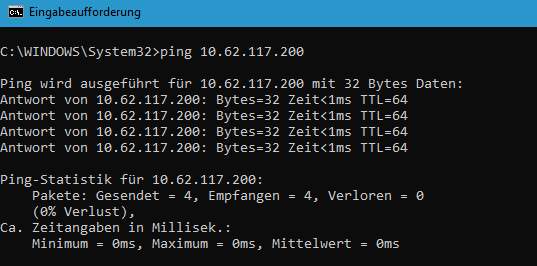 Eingabeaufforderung
C:\WINDOWS\System32>ping 10.62.117.200
Ping wird ausgeführt für 10.62.117.200 mit 32 Bytes Daten:
Antwort von 10.62.117.200: Bytes=32 Zeit<1ms TTL=64
Antwort von 10.62.117.200: Bytes=32 Zeit<1ms TTL=64
Antwort von 10.62.117.200: Bytes=32 Zeit<1ms TTL=64
Antwort von 10.62.117.200: Bytes=32 Zeit<1ms TTL=64
Ping-Statistik für 10.62.117.200:
Pakete: Gesendet = 4, Empfangen = 4, Verloren = 0
(0% Verlust),
Ca. Zeitangaben in Millisek.:
Minimum = 0ms, Maximum = 0ms, Mittelwert = 0ms